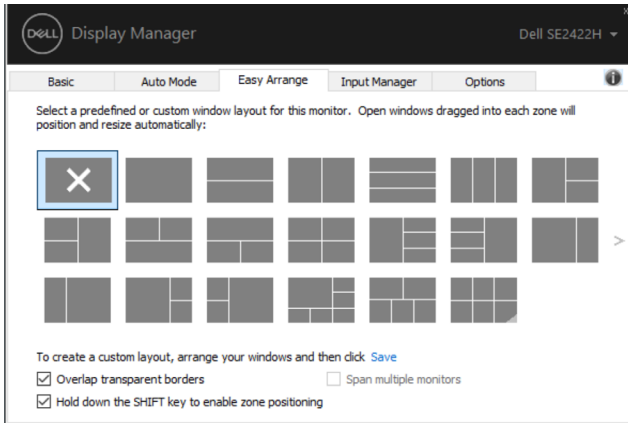 DELL Display Manager Dell SE2422H
Basic Auto Mode Easy Arrange Input Manager Options
Select a predefined or custom window layout for this monitor. Open windows dragged into each zone will
position and resize automatically:
To create a custom layout, arrange your windows and then click Save
Overlap transparent borders Span multiple monitors
Hold down the SHIFT key to enable zone positioning